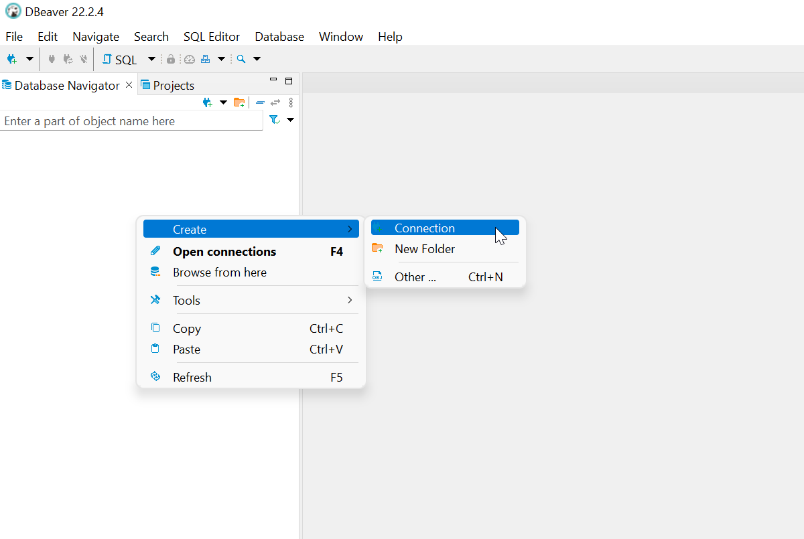 DBeaver 22.2.4
File Edit Navigate Search SQL Editor Database Window Help
SQL
Database Navigator Projects
Enter a part of object name here
Create
Open connections F4
Browse from here
Tools
Copy Ctrl+C
Paste Ctrl+V
Refresh F5
Connection
New Folder
Other ... Ctrl+N